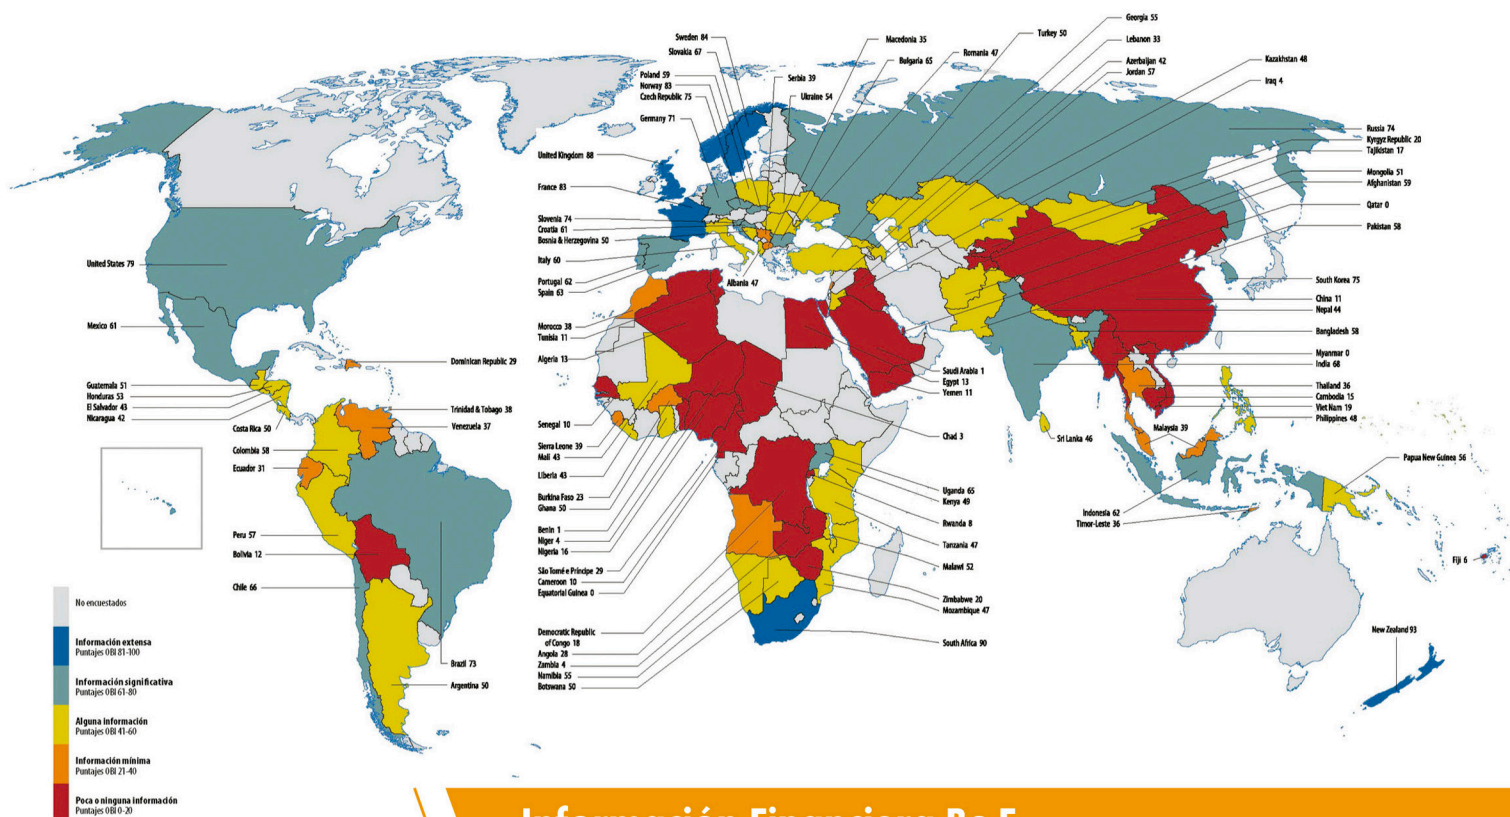 Georgia 55
Turkey 50
Lebanon 33
Sweden 84
Macedonia 35
Slovakia 67
Romania 47
Bulgaria 65
Azerbaijan 42
Kazakhstan 48
Jordan 57
Poland 59
Serbia 39
Iraq 4
Norway 83
Czech Republic 75
Ukraine 54
Germany 71
Russia 74
Kyrgyz Republic 20
Tajikistan 17
United Kingdom 88
Mongolia 51
Afghanistan 59
France 83
Qatar 0
Slovenia 74
Pakistan 58
Croatia 61
Bosnia & Herzegovina 50
Italy 60
United States 79
Portugal 62
Albania 47
Spain 63
South Korea 75
China 11
Nepal 44
Mexico 61
Morocco 38
Tunisia 11
Bangladesh 58
Algeria 13
Myanmar 0
Dominican Republic 29
India 68
Saudi Arabia 1
Egypt 13
Yemen 11
Guatemala 51
Honduras 53
El Salvador 43
Nicaragua 42
Thailand 36
Cambodia 15
Viet Nam 19
Philippines 48
Trinidad & Tobago 38
Costa Rica 50
Venezuela 37
Senegal 10
Malaysia 39
Chad 3
Sri Lanka 46
Sierra Leone 39
Mali 43
Colombia 58
Papua New Guinea 56
Ecuador 31
Liberia 43
Uganda 65
Kenya 49
Burkina Faso 23
Ghana 50
Indonesia 62
Timor-Leste 36
Rwanda 8
Benin 1
Niger 4
Nigeria 16
Peru 57
Tanzania 47
Bolivia 12
Fiji 6
Malawi 52
São Tomé e Príncipe 29
Cameroon 10
Equatorial Guinea 0
Chile 66
Zimbabwe 20
Mozambique 47
No encuestados
Democratic Republic
of Congo 18
Angola 28
Zambia 4
Namibia 55
Botswana 50
South Africa 90
New Zealand 93
Información extensa
Puntajes OBI 81-100
Brazil 73
Argentina 50
Información significativa
Puntajes OBI 61-80
Alguna información
Puntajes OBI 41-60
Información mínima
Puntajes OBI 21-40
Poca o ninguna información
Puntajes OBI 0-20
Información Financiera